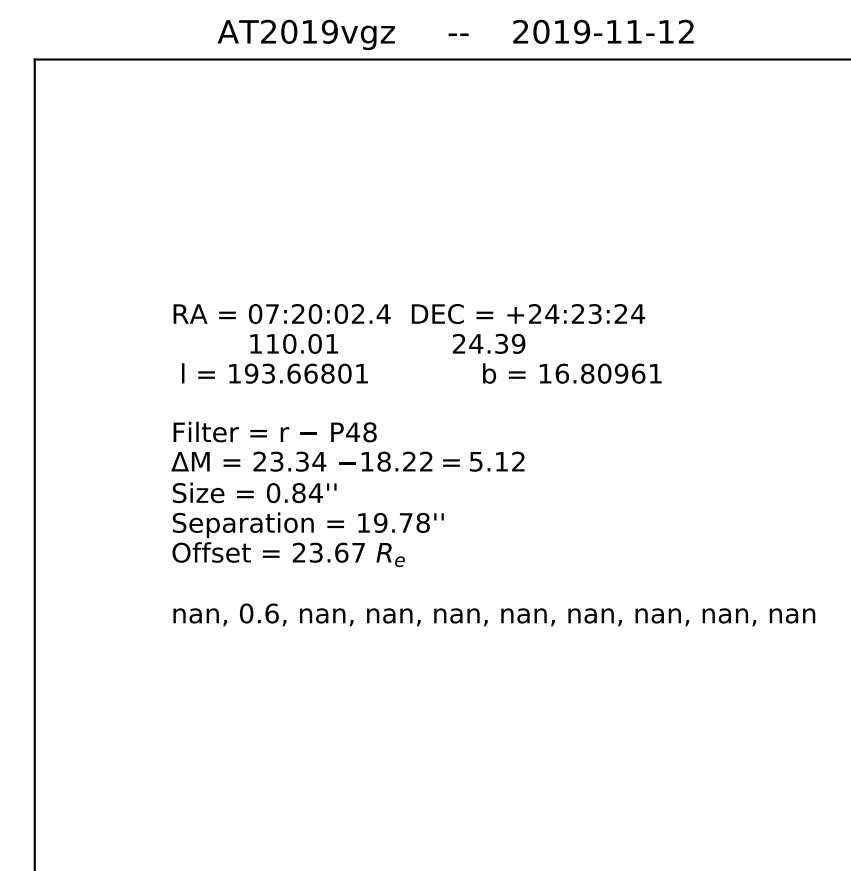 AT2019vgz -- 2019-11-12
RA = 07:20:02.4 DEC = +24:23:24
110.01 24.39
l = 193.66801 b = 16.80961
Filter = r − P48
ΔM = 23.34 −18.22 = 5.12
Size = 0.84''
Separation = 19.78''
Offset = 23.67 Rₑ
nan, 0.6, nan, nan, nan, nan, nan, nan, nan, nan